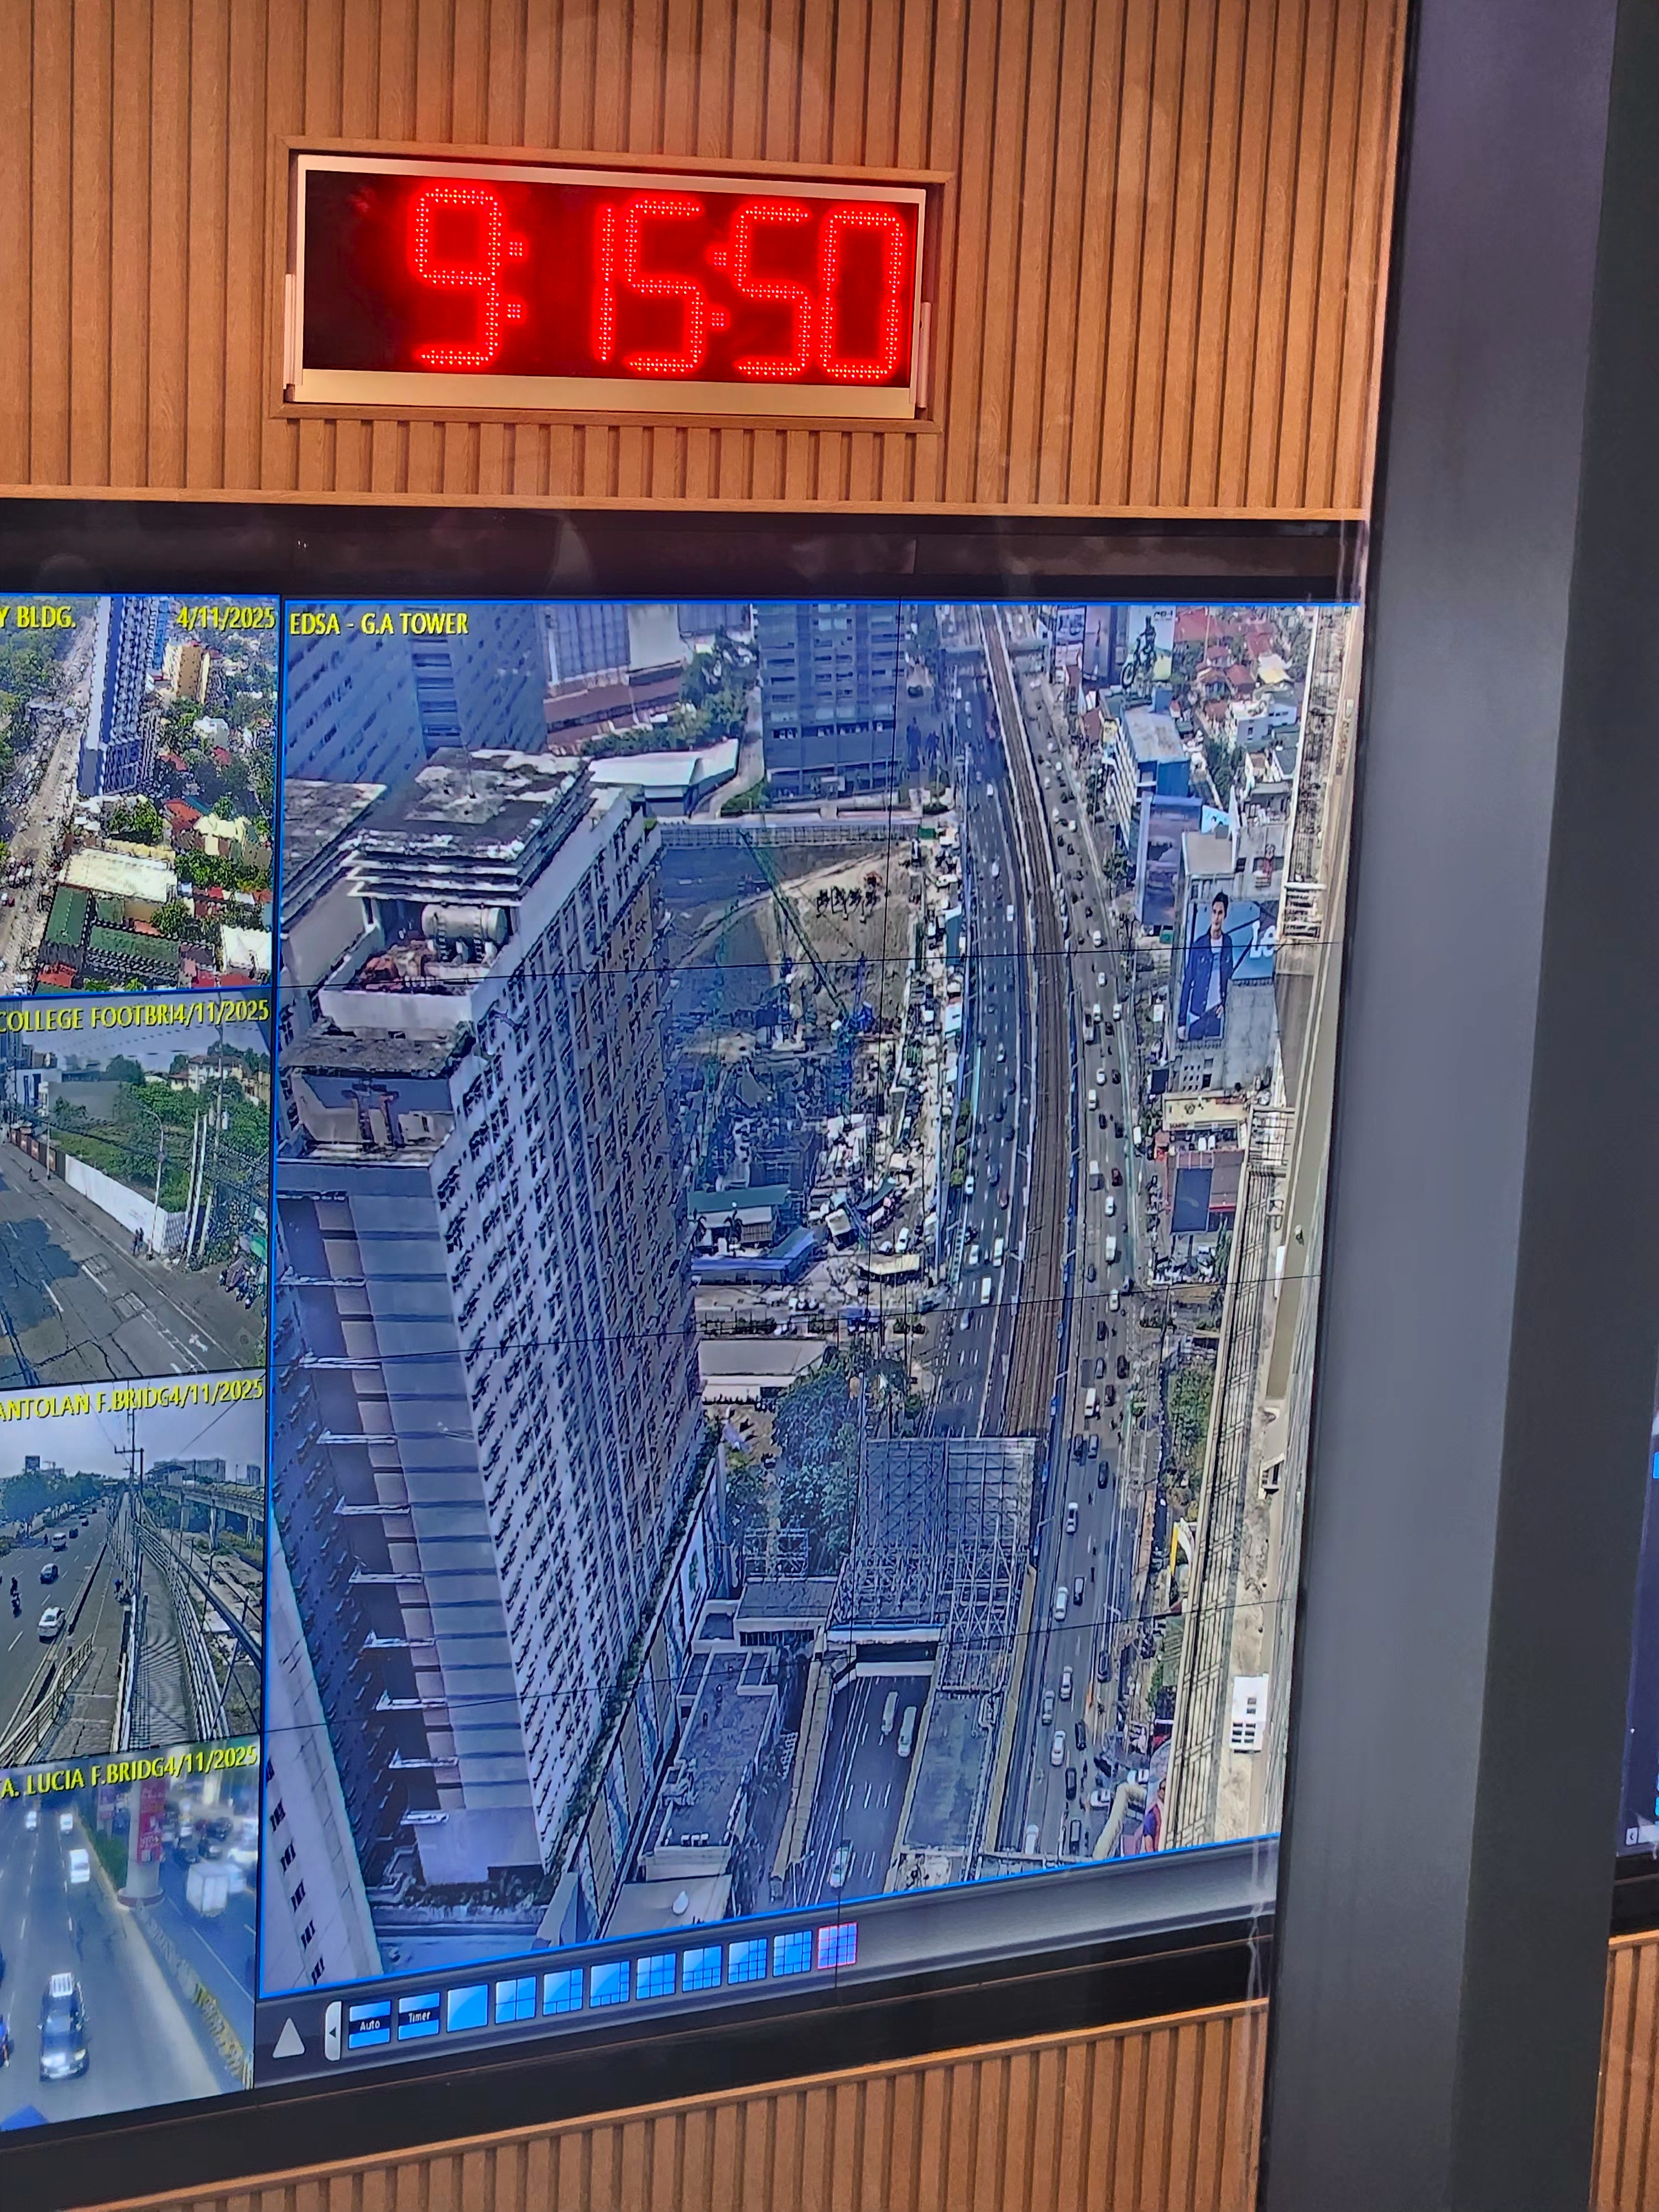 9:15:50
Y BLDG. 4/11/2025
EDSA - G.A TOWER
COLLEGE FOOTBRI4/11/2025
ANTOLAN F.BRIDG4/11/2025
A. LUCIA F.BRIDG4/11/2025
Le
Auto
Timer